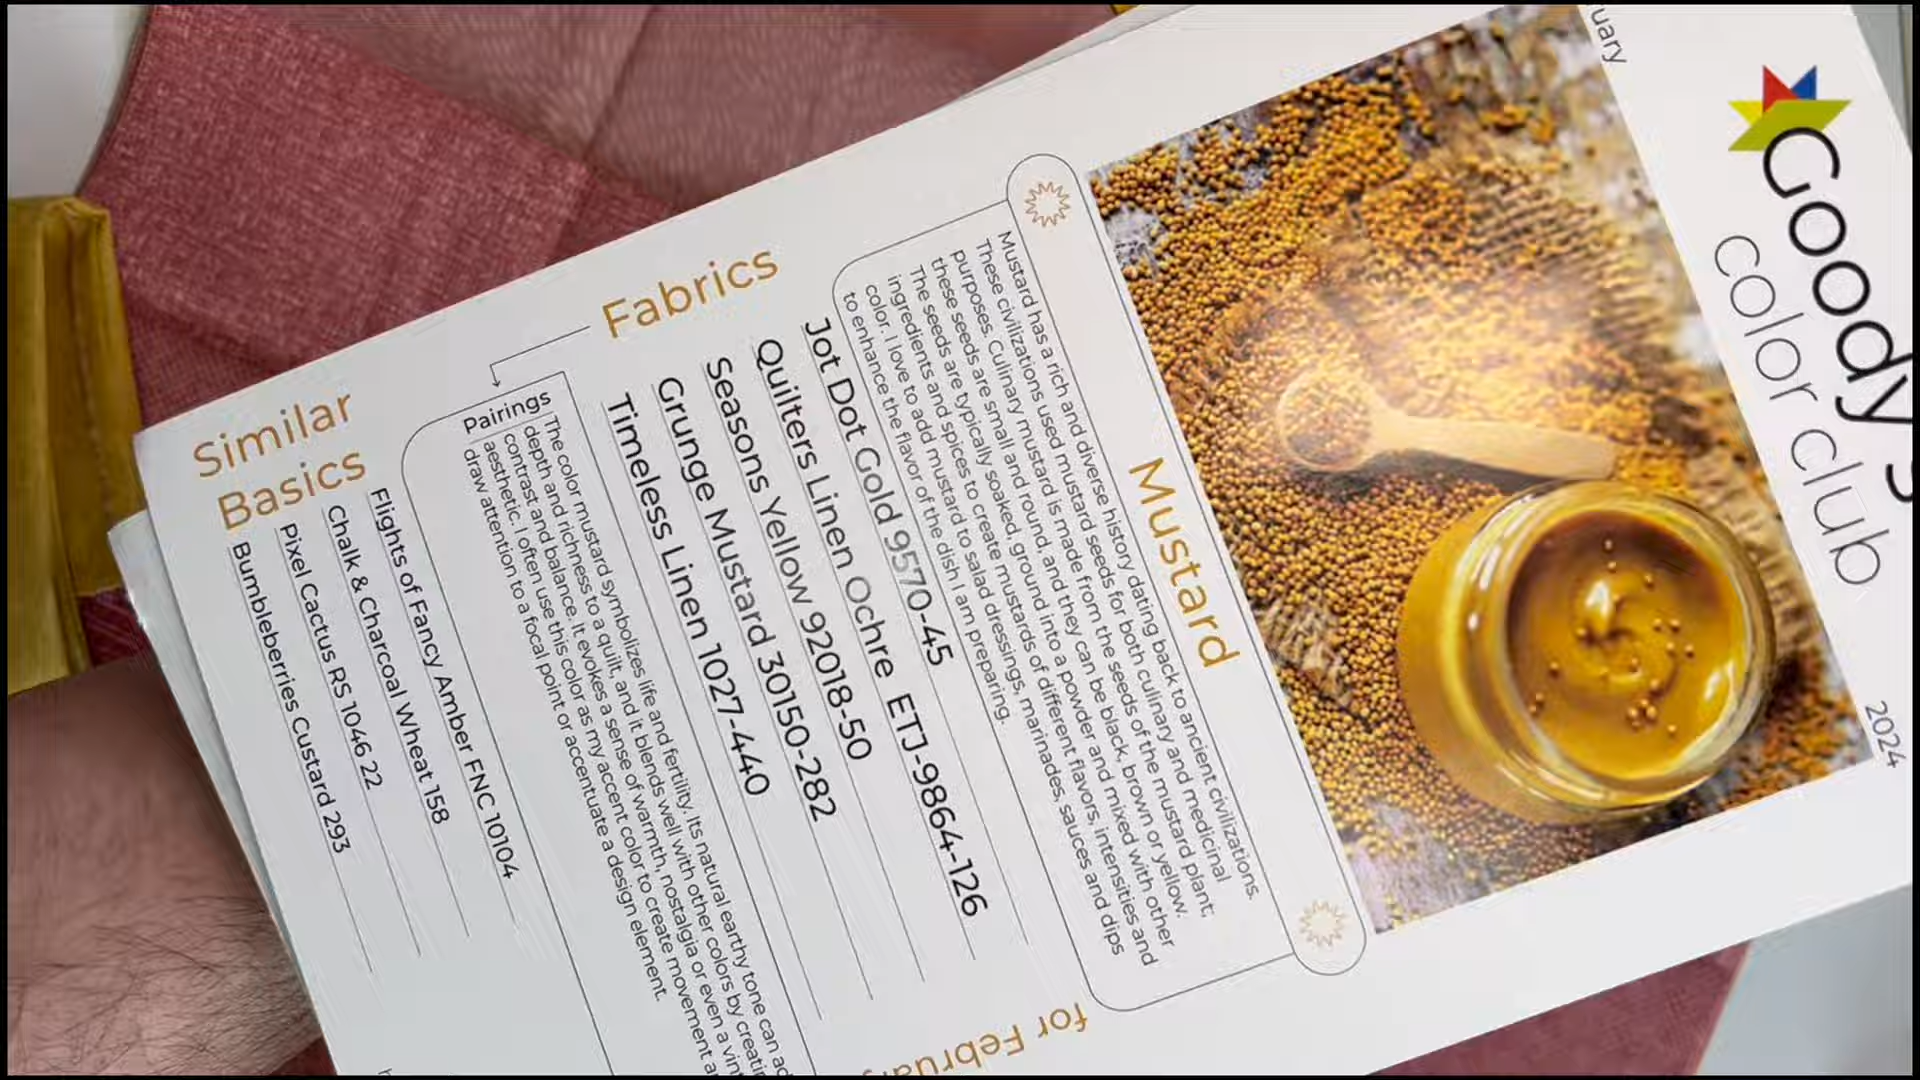 Goody's
color club
uary
2024
Mustard
Mustard has a rich and diverse history dating back to ancient civilizations.
These civilizations used mustard seeds for both culinary and medicinal
purposes. Culinary mustard is made from the seeds of the mustard plant;
these seeds are small and round, and they can be black, brown or yellow.
The seeds are typically soaked, ground into a powder and mixed with other
ingredients and spices to create mustards of different flavors, intensities and
color. I love to add mustard to salad dressings, marinades, sauces and dips
to enhance the flavor of the dish I am preparing.
Fabrics
Jot Dot Gold 9570-45
Quilters Linen Ochre ETJ-9864-126
Seasons Yellow 92018-50
Grunge Mustard 30150-282
Timeless Linen 1027-440
Pairings
The color mustard symbolizes life and fertility. Its natural earthy tone can ad
depth and richness to a quilt, and it blends well with other colors by creatin
contrast and balance. It evokes a sense of warmth, nostalgia or even a vint
aesthetic. I often use this color as my accent color to create movement a
draw attention to a focal point or accentuate a design element.
Similar
Basics
Flights of Fancy Amber FNC 10104
Chalk & Charcoal Wheat 158
Pixel Cactus RS 1046 22
Bumbleberries Custard 293
for Februa